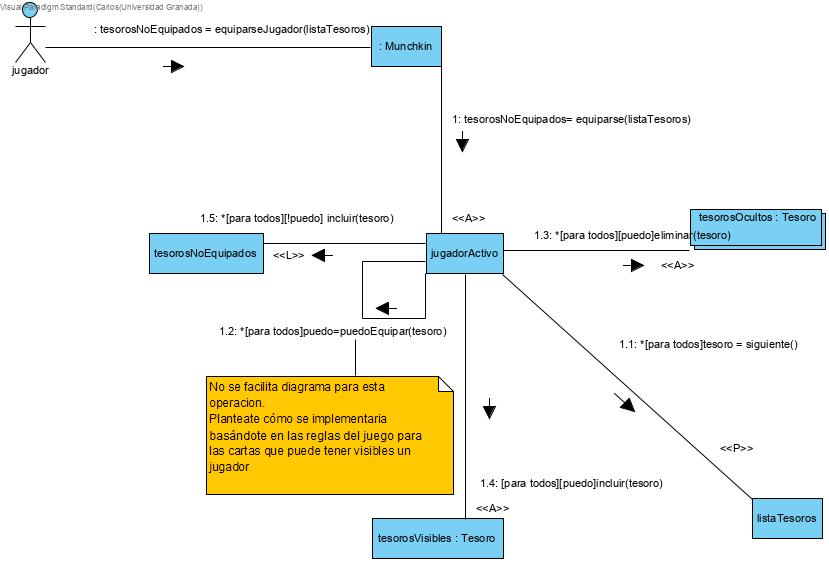 Visual Paradigm Standard(Carlos(Universidad Granada))
: tesorosNoEquipados = equiparseJugador(listaTesoros)
: Munchkin
jugador
1: tesorosNoEquipados= equiparse(listaTesoros)
1.5: *[para todos][!puedo] incluir(tesoro)
<<A>>
tesorosOcultos : Tesoro
1.3: *[para todos][puedo]eliminar(tesoro)
tesorosNoEquipados
<<L>>
jugadorActivo
<<A>>
1.2: *[para todos]puedo=puedoEquipar(tesoro)
1.1: *[para todos]tesoro = siguiente()
No se facilita diagrama para esta
operacion.
Planteate cómo se implementaria
basándote en las reglas del juego para
las cartas que puede tener visibles un
jugador
<<P>>
1.4: [para todos][puedo]incluir(tesoro)
<<A>>
listaTesoros
tesorosVisibles : Tesoro